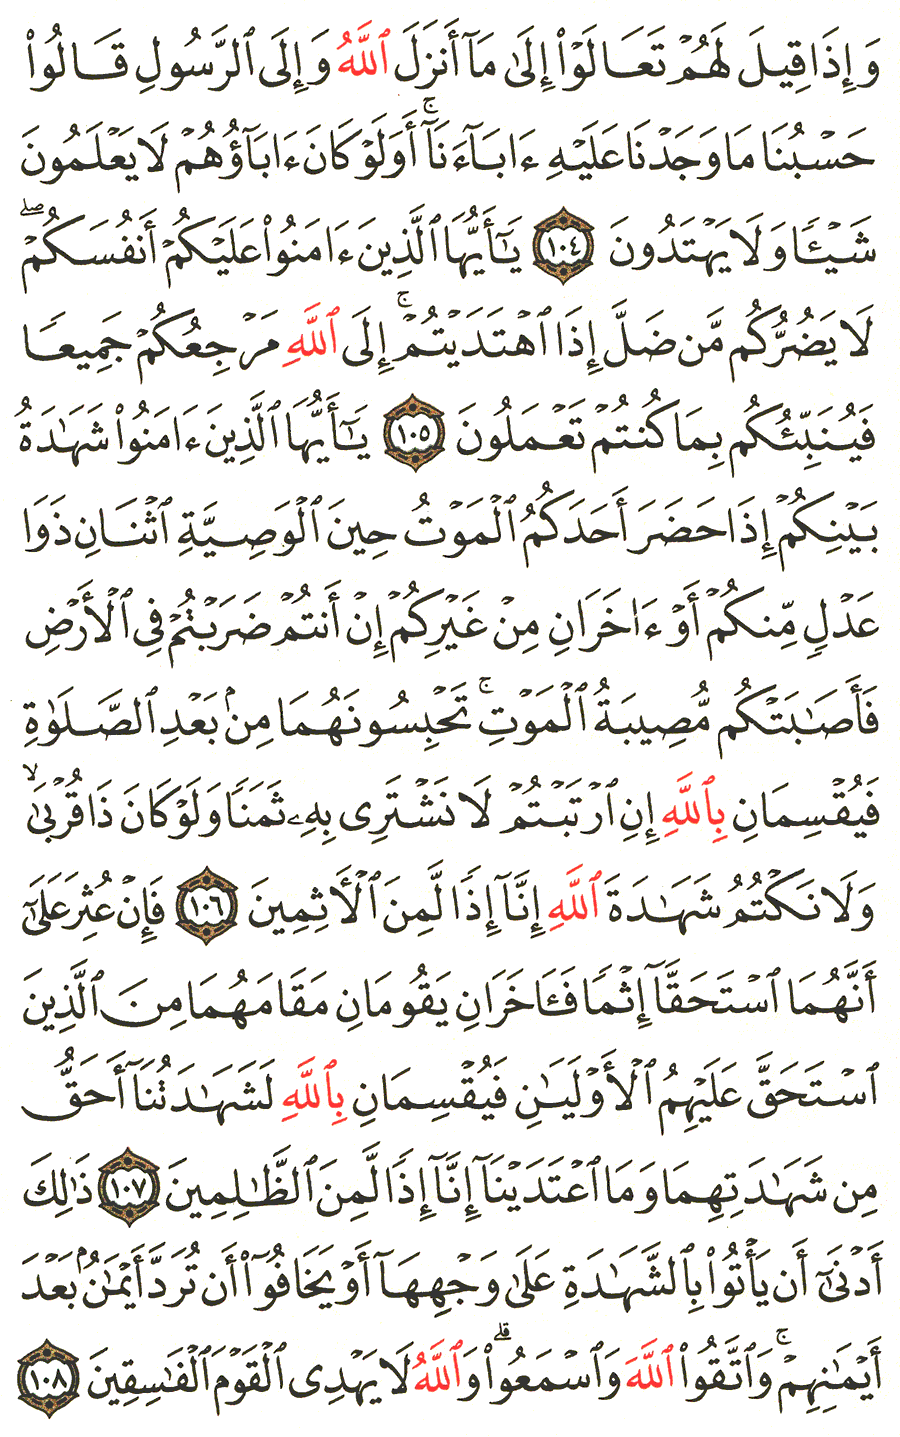 وَإِذَا قِيلَ لَهُمۡ تَعَالَوۡاْ إِلَىٰ مَآ أَنزَلَ ٱللَّهُ وَإِلَى ٱلرَّسُولِ قَالُواْ
حَسۡبُنَا مَا وَجَدۡنَا عَلَيۡهِ ءَابَآءَنَآۚ أَوَلَوۡ كَانَ ءَابَآؤُهُمۡ لَا يَعۡلَمُونَ
شَيۡـٔٗا وَلَا يَهۡتَدُونَ ١٠٤ يَٰٓأَيُّهَا ٱلَّذِينَ ءَامَنُواْ عَلَيۡكُمۡ أَنفُسَكُمۡۖ
لَا يَضُرُّكُم مَّن ضَلَّ إِذَا ٱهۡتَدَيۡتُمۡۚ إِلَى ٱللَّهِ مَرۡجِعُكُمۡ جَمِيعٗا
فَيُنَبِّئُكُم بِمَا كُنتُمۡ تَعۡمَلُونَ ١٠٥ يَٰٓأَيُّهَا ٱلَّذِينَ ءَامَنُواْ شَهَٰدَةُ
بَيۡنِكُمۡ إِذَا حَضَرَ أَحَدَكُمُ ٱلۡمَوۡتُ حِينَ ٱلۡوَصِيَّةِ ٱثۡنَانِ ذَوَا
عَدۡلٖ مِّنكُمۡ أَوۡ ءَاخَرَانِ مِنۡ غَيۡرِكُمۡ إِنۡ أَنتُمۡ ضَرَبۡتُمۡ فِي ٱلۡأَرۡضِ
فَأَصَٰبَتۡكُم مُّصِيبَةُ ٱلۡمَوۡتِۚ تَحۡبِسُونَهُمَا مِنۢ بَعۡدِ ٱلصَّلَوٰةِ
فَيُقۡسِمَانِ بِٱللَّهِ إِنِ ٱرۡتَبۡتُمۡ لَا نَشۡتَرِي بِهِۦ ثَمَنٗا وَلَوۡ كَانَ ذَا قُرۡبَىٰ ۙ
وَلَا نَكۡتُمُ شَهَٰدَةَ ٱللَّهِ إِنَّآ إِذٗا لَّمِنَ ٱلۡأٓثِمِينَ ١٠٦ فَإِنۡ عُثِرَ عَلَىٰٓ
أَنَّهُمَا ٱسۡتَحَقَّآ إِثۡمٗا فَـَٔاخَرَانِ يَقُومَانِ مَقَامَهُمَا مِنَ ٱلَّذِينَ
ٱسۡتَحَقَّ عَلَيۡهِمُ ٱلۡأَوۡلَيَٰنِ فَيُقۡسِمَانِ بِٱللَّهِ لَشَهَٰدَتُنَآ أَحَقُّ
مِن شَهَٰدَتِهِمَا وَمَا ٱعۡتَدَيۡنَآ إِنَّآ إِذٗا لَّمِنَ ٱلظَّٰلِمِينَ ١٠٧ ذَٰلِكَ
أَدۡنَىٰٓ أَن يَأۡتُواْ بِٱلشَّهَٰدَةِ عَلَىٰ وَجۡهِهَآ أَوۡ يَخَافُوٓاْ أَن تُرَدَّ أَيۡمَٰنُۢ بَعۡدَ
أَيۡمَٰنِهِمۡۚ وَٱتَّقُواْ ٱللَّهَ وَٱسۡمَعُواْۗ وَٱللَّهُ لَا يَهۡدِي ٱلۡقَوۡمَ ٱلۡفَٰسِقِينَ ١٠٨